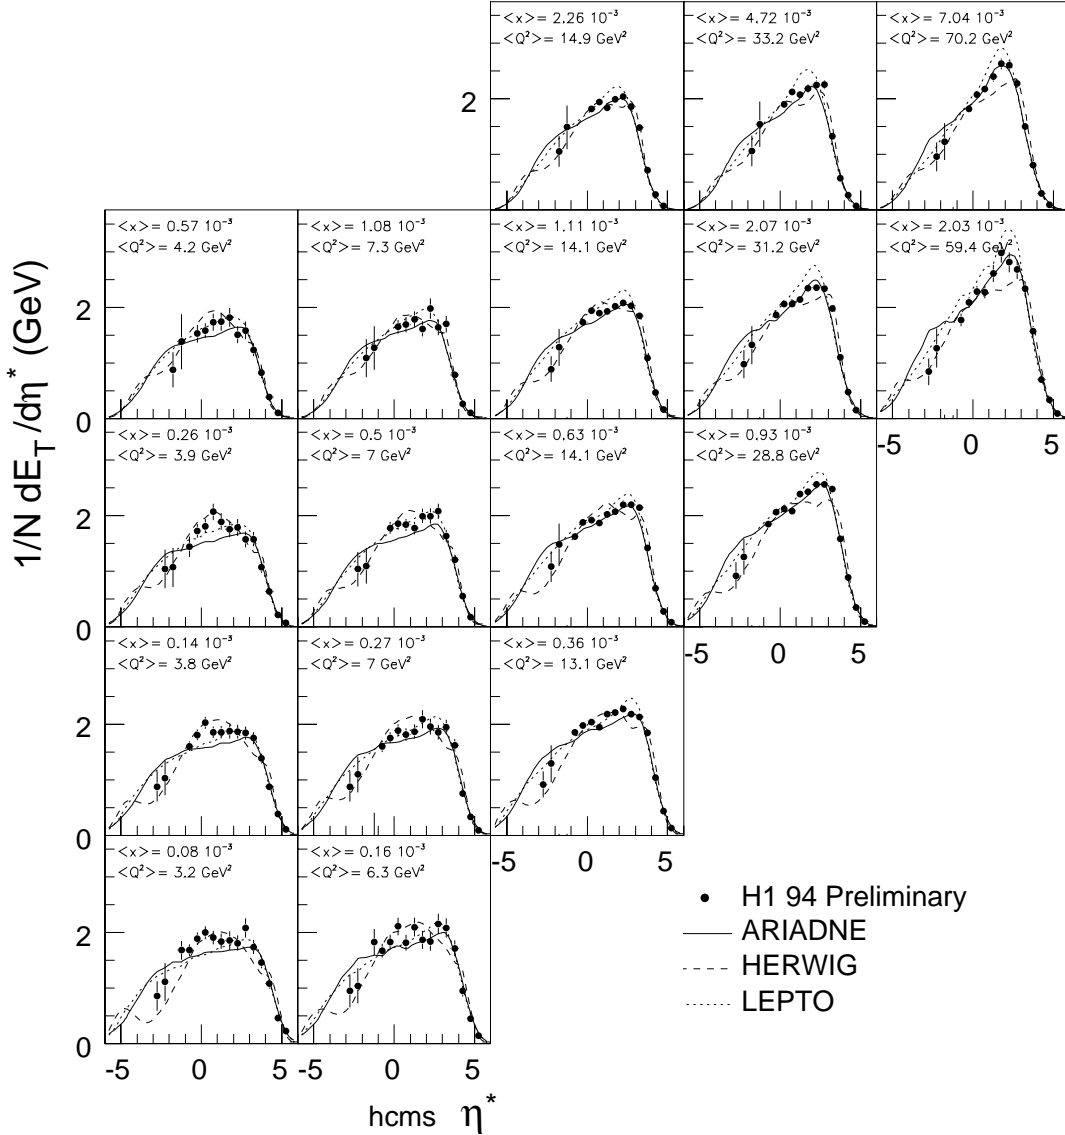 <x>= 2.26 10⁻³
<Q²>= 14.9 GeV²
<x>= 4.72 10⁻³
<Q²>= 33.2 GeV²
<x>= 7.04 10⁻³
<Q²>= 70.2 GeV²
2
<x>= 0.57 10⁻³
<Q²>= 4.2 GeV²
<x>= 1.08 10⁻³
<Q²>= 7.3 GeV²
<x>= 1.11 10⁻³
<Q²>= 14.1 GeV²
<x>= 2.07 10⁻³
<Q²>= 31.2 GeV²
<x>= 2.03 10⁻³
<Q²>= 59.4 GeV²
2
0
-5 0 5
<x>= 0.26 10⁻³
<Q²>= 3.9 GeV²
<x>= 0.5 10⁻³
<Q²>= 7 GeV²
<x>= 0.63 10⁻³
<Q²>= 14.1 GeV²
<x>= 0.93 10⁻³
<Q²>= 28.8 GeV²
2
0
-5 0 5
<x>= 0.14 10⁻³
<Q²>= 3.8 GeV²
<x>= 0.27 10⁻³
<Q²>= 7 GeV²
<x>= 0.36 10⁻³
<Q²>= 13.1 GeV²
2
0
-5 0 5
<x>= 0.08 10⁻³
<Q²>= 3.2 GeV²
<x>= 0.16 10⁻³
<Q²>= 6.3 GeV²
2
0
-5 0 5
-5 0 5
1/N dE_T/dη* (GeV)
hcms η*
H1 94 Preliminary
ARIADNE
HERWIG
LEPTO